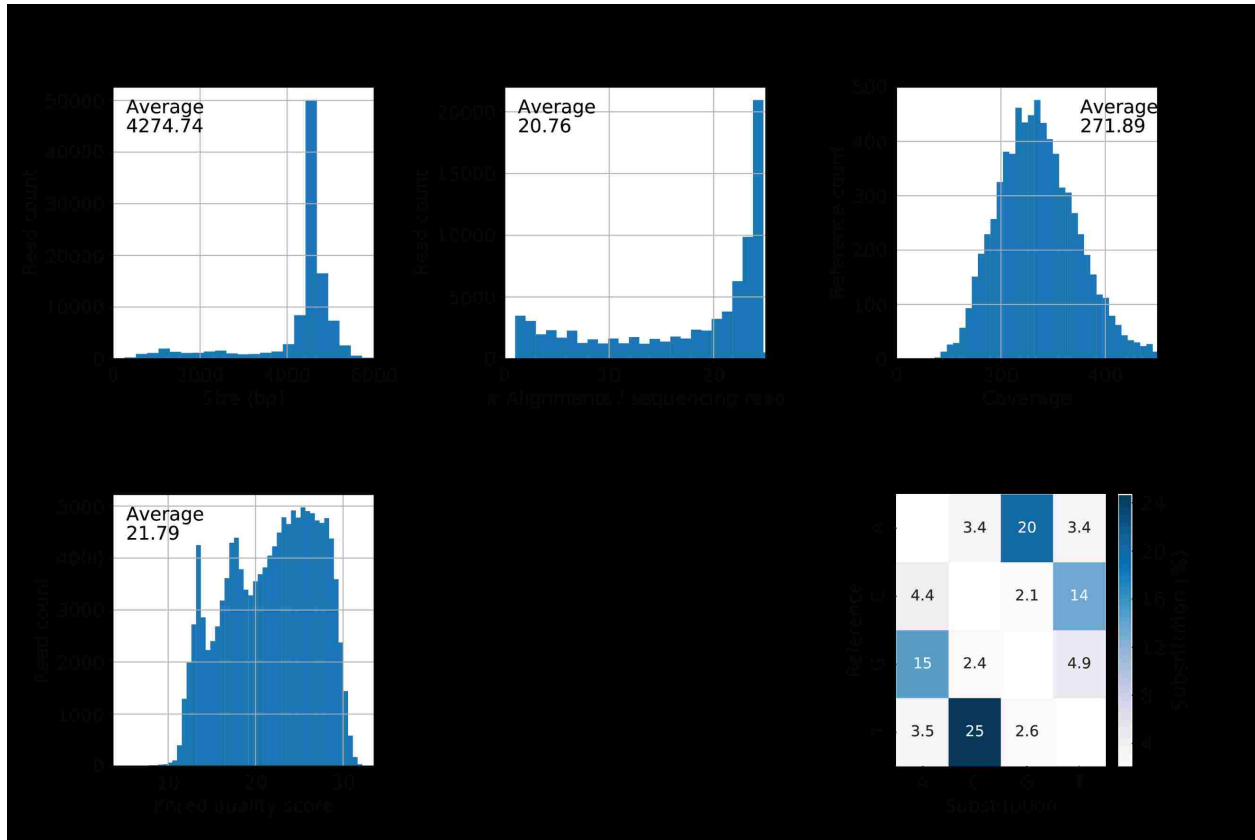 50000
40000
30000
20000
10000
0
Average
4274.74
Read count
0 2000 4000 6000
Size (bp)
20000
15000
10000
5000
0
Average
20.76
Read count
0 10 20
# Alignments / sequencing read
500
400
300
200
100
0
Average
271.89
Reference count
0 200 400
Coverage
5000
4000
3000
2000
1000
0
Average
21.79
Read count
10 20 30
Phred quality score
A 3.4 20 3.4
C 4.4 2.1 14
G 15 2.4 4.9
T 3.5 25 2.6
Reference
A C G T
Substitution
24
20
16
12
8
4
Substitution (%)